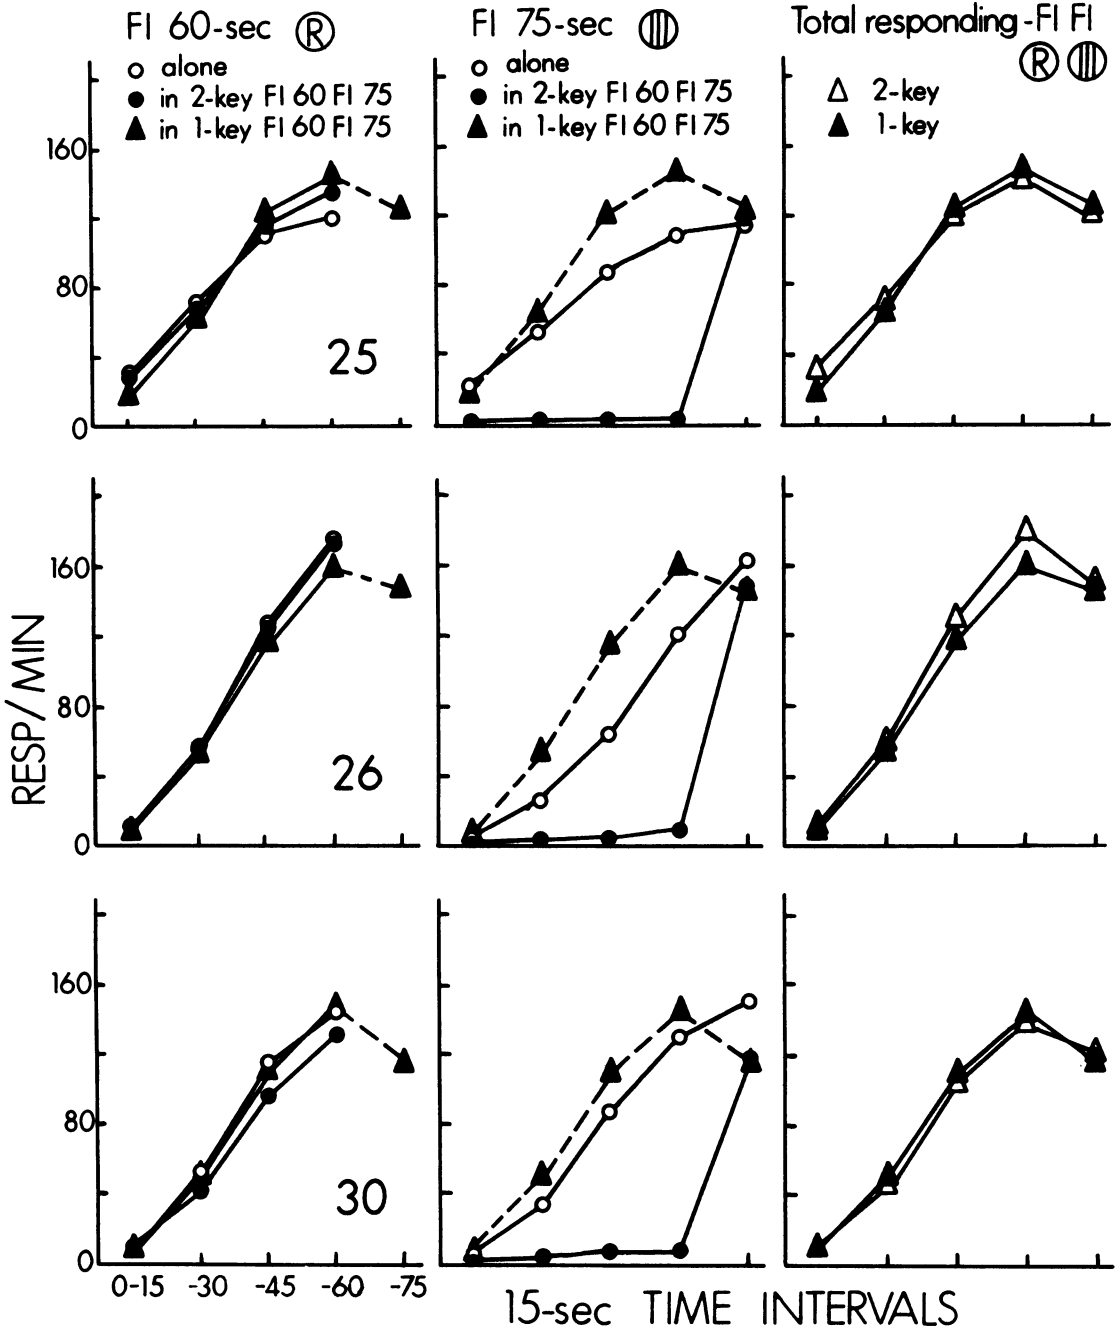 FI 60-sec Ⓡ
alone
in 2-key FI 60 FI 75
in 1-key FI 60 FI 75
FI 75-sec
alone
in 2-key FI 60 FI 75
in 1-key FI 60 FI 75
Total responding-FI FI
Ⓡ
2-key
1-key
160
80
0
25
RESP/MIN
160
80
0
26
160
80
0
30
0-15 -30 -45 -60 -75
15-sec TIME INTERVALS